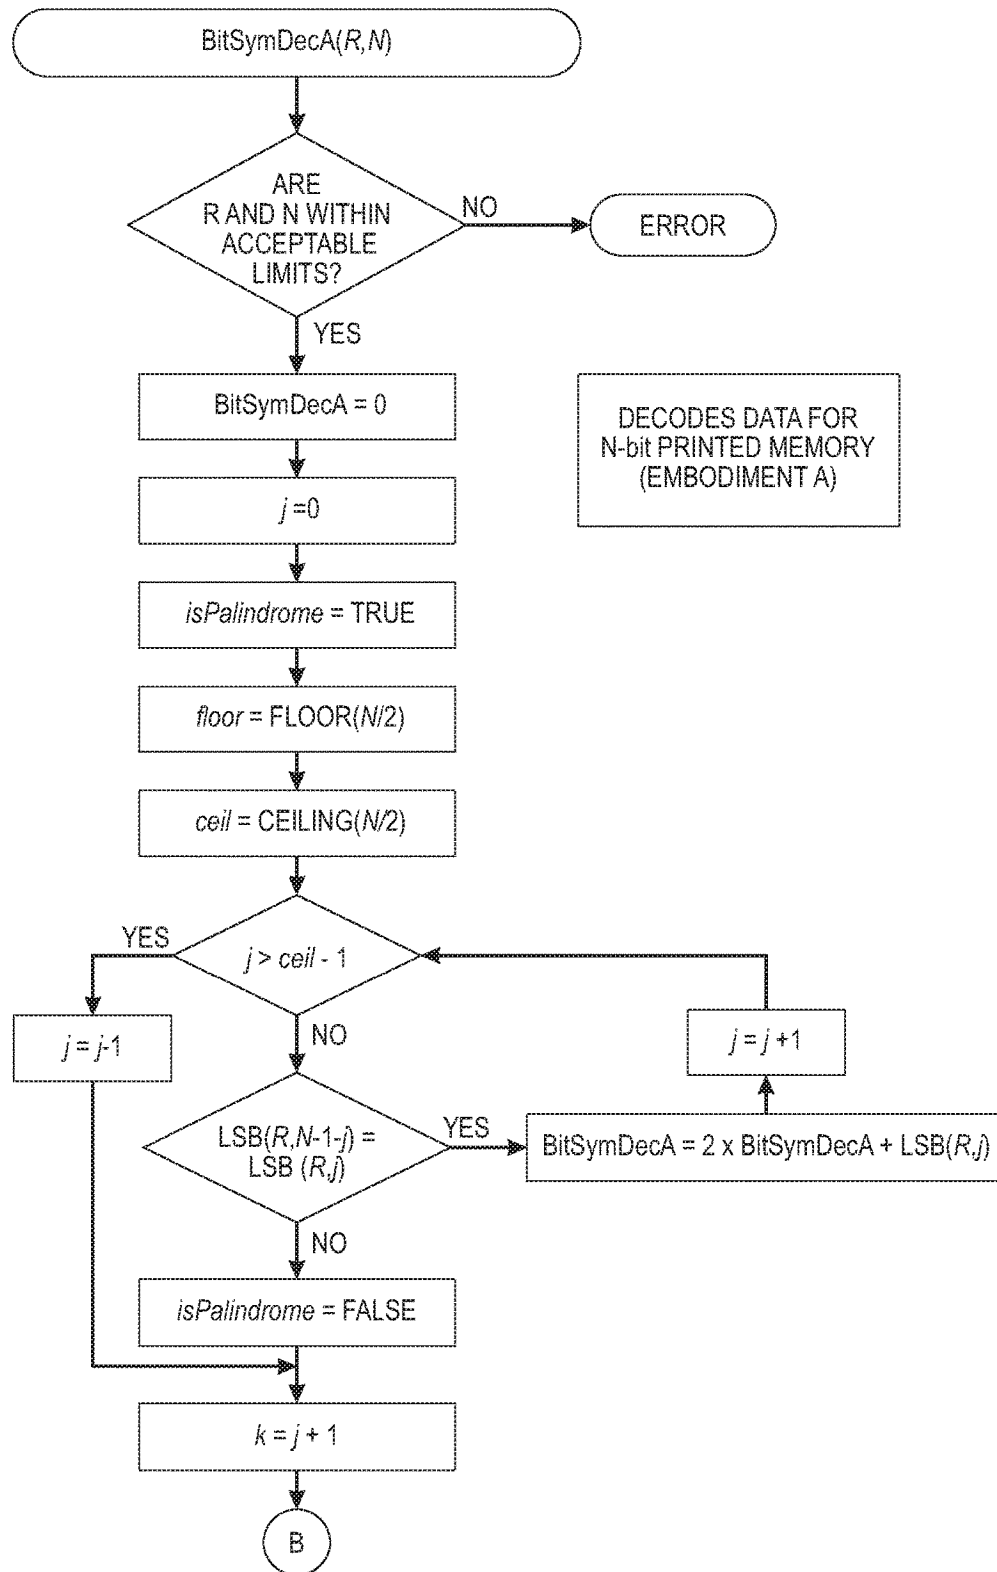 BitSymDecA(R,N)
ARE
R AND N WITHIN
ACCEPTABLE
LIMITS?
NO
ERROR
YES
BitSymDecA = 0
DECODES DATA FOR
N-bit PRINTED MEMORY
(EMBODIMENT A)
j =0
isPalindrome = TRUE
floor = FLOOR(N/2)
ceil = CEILING(N/2)
YES
j > ceil - 1
NO
j = j-1
j = j +1
LSB(R,N-1-j) =
LSB (R,j)
YES
BitSymDecA = 2 x BitSymDecA + LSB(R,j)
NO
isPalindrome = FALSE
k = j + 1
B